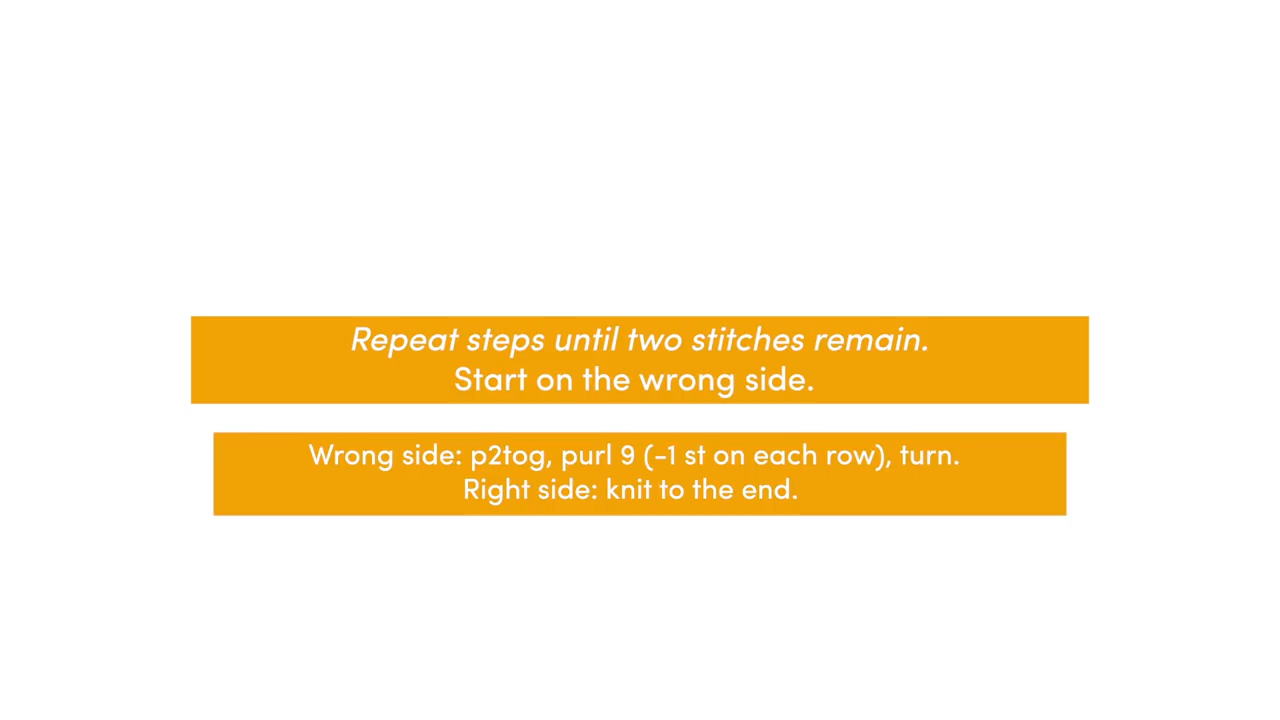 Repeat steps until two stitches remain.
Start on the wrong side.
Wrong side: p2tog, purl 9 (-1 st on each row), turn.
Right side: knit to the end.